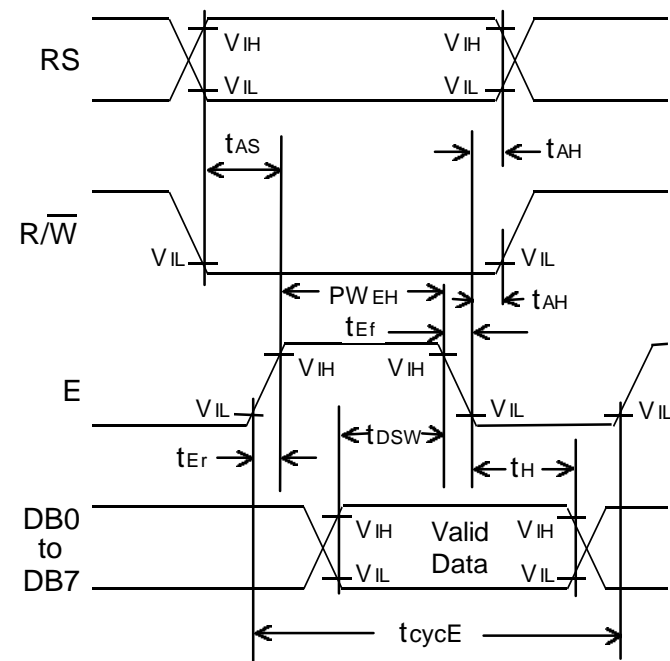 RS
VIH
VIH
VIL
VIL
tAS
tAH
R/W
VIL
VIL
PWEH
tAH
tEf
E
VIH
VIH
VIL
VIL
VIL
tDSW
tEr
tH
DB0
to
DB7
VIH
Valid
Data
VIH
VIL
VIL
tcycE